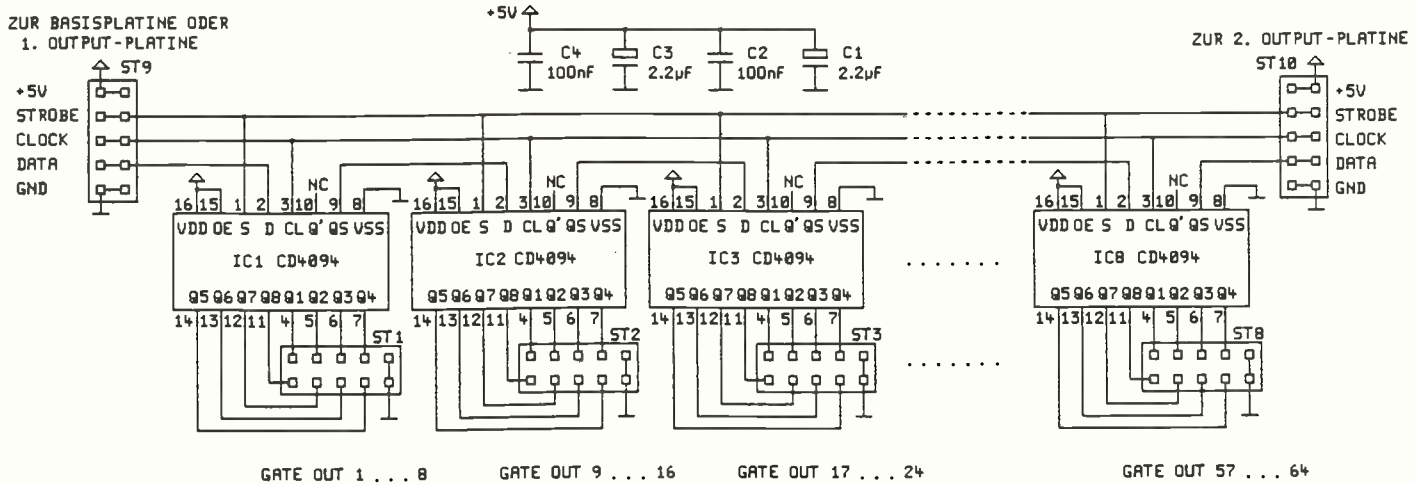 ZUR BASISPLATINE ODER
1. OUTPUT-PLATINE
ST9
+5V
STROBE
CLOCK
DATA
GND
+5V
C4
100nF
C3
2.2µF
C2
100nF
C1
2.2µF
ZUR 2. OUTPUT-PLATINE
ST10
+5V
STROBE
CLOCK
DATA
GND
NC
16 15 1 2 3 10 9 8
VDD OE S D CL Q' QS VSS
IC1 CD4094
Q5 Q6 Q7 Q8 Q1 Q2 Q3 Q4
14 13 12 11 4 5 6 7
ST1
GATE OUT 1 ... 8
NC
16 15 1 2 3 10 9 8
VDD OE S D CL Q' QS VSS
IC2 CD4094
Q5 Q6 Q7 Q8 Q1 Q2 Q3 Q4
14 13 12 11 4 5 6 7
ST2
GATE OUT 9 ... 16
NC
16 15 1 2 3 10 9 8
VDD OE S D CL Q' QS VSS
IC3 CD4094
Q5 Q6 Q7 Q8 Q1 Q2 Q3 Q4
14 13 12 11 4 5 6 7
ST3
GATE OUT 17 ... 24
NC
16 15 1 2 3 10 9 8
VDD OE S D CL Q' QS VSS
IC8 CD4094
Q5 Q6 Q7 Q8 Q1 Q2 Q3 Q4
14 13 12 11 4 5 6 7
ST8
GATE OUT 57 ... 64